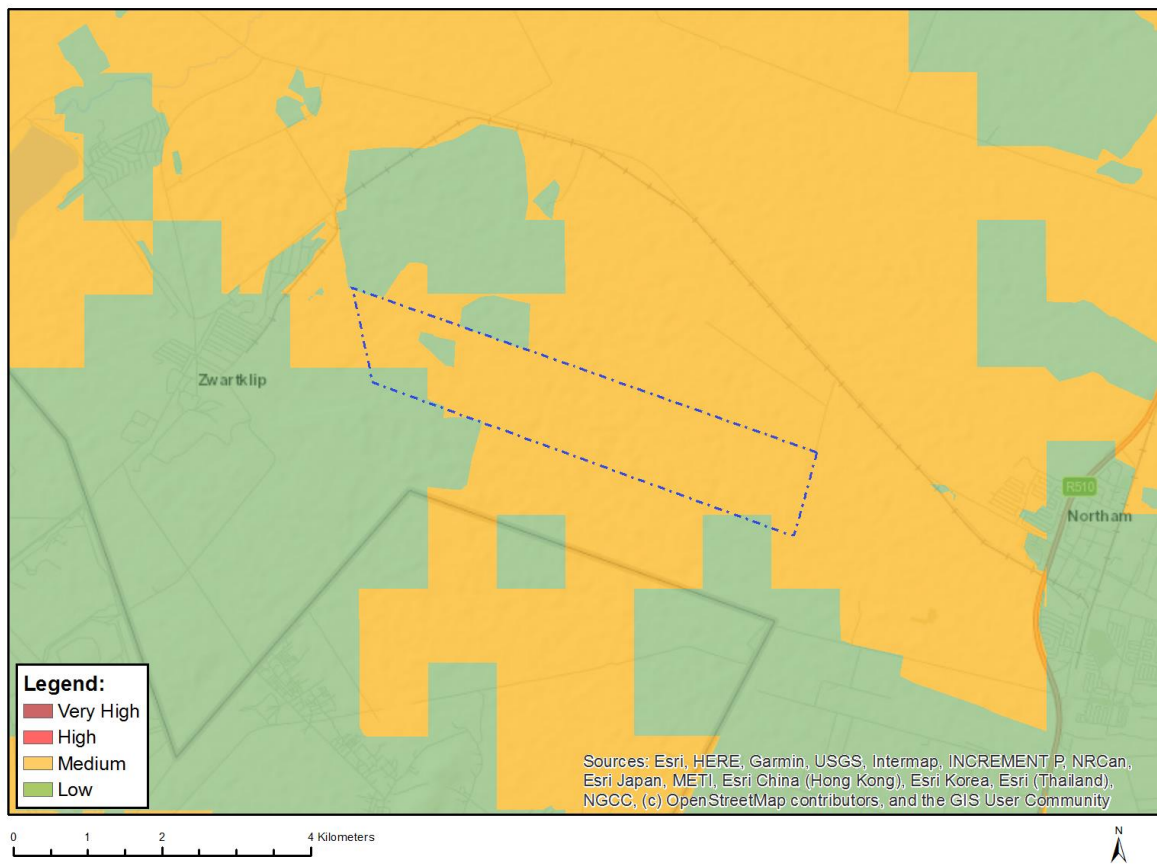 Zwartklip
R510
Northam
Legend:
Very High
High
Medium
Low
Sources: Esri, HERE, Garmin, USGS, Intermap, INCREMENT P, NRCan,
Esri Japan, METI, Esri China (Hong Kong), Esri Korea, Esri (Thailand),
NGCC, (c) OpenStreetMap contributors, and the GIS User Community
0 1 2 4 Kilometers
N